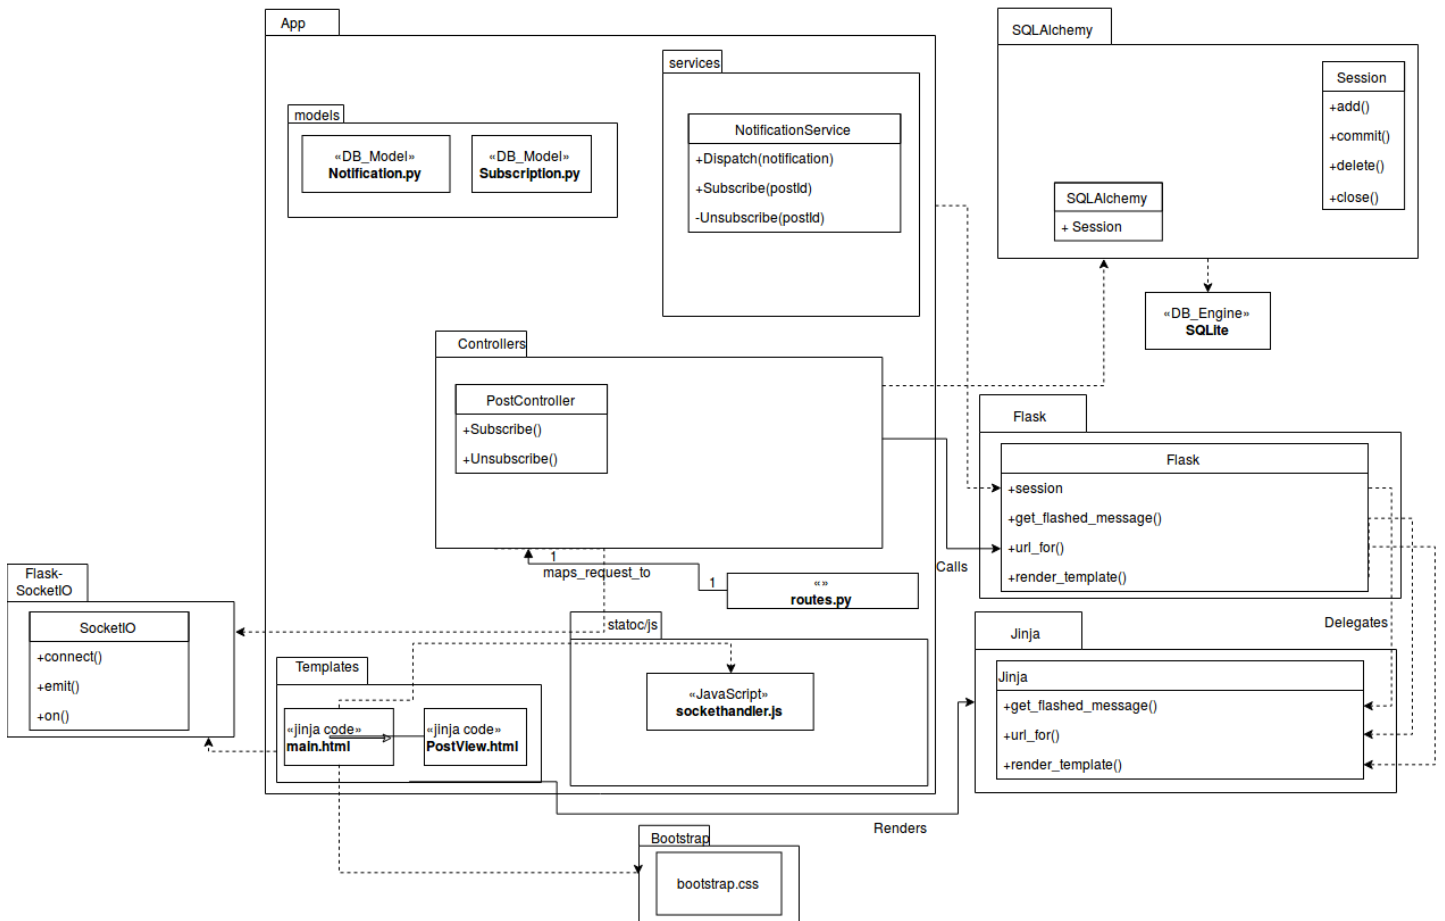 App
services
NotificationService
+Dispatch(notification)
+Subscribe(postId)
-Unsubscribe(postId)
models
«DB_Model»
Notification.py
«DB_Model»
Subscription.py
SQLAlchemy
Session
+add()
+commit()
+delete()
+close()
SQLAlchemy
+ Session
«DB_Engine»
SQLite
Controllers
PostController
+Subscribe()
+Unsubscribe()
Flask
Flask
+session
+get_flashed_message()
+url_for()
+render_template()
Calls
1
maps_request_to
1
«»
routes.py
Flask-
SocketIO
SocketIO
+connect()
+emit()
+on()
statoc/js
«JavaScript»
sockethandler.js
Templates
«jinja code»
main.html
«jinja code»
PostView.html
Delegates
Jinja
Jinja
+get_flashed_message()
+url_for()
+render_template()
Renders
Bootstrap
bootstrap.css